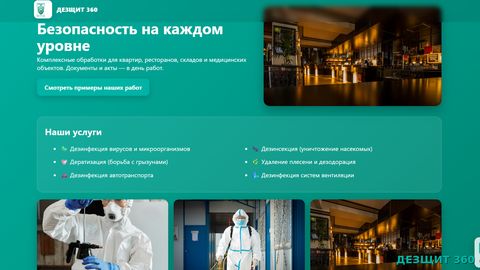 ДЕЗЩИТ 360
Безопасность на каждом
уровне
Комплексные обработки для квартир, ресторанов, складов и медицинских
объектов. Документы и акты — в день работ.
Смотреть примеры наших работ
Наши услуги
Дезинфекция вирусов и микроорганизмов
Дератизация (борьба с грызунами)
Дезинфекция автотранспорта
Дезинсекция (уничтожение насекомых)
Удаление плесени и дезодорация
Дезинфекция систем вентиляции
ДЕЗЩИТ 360